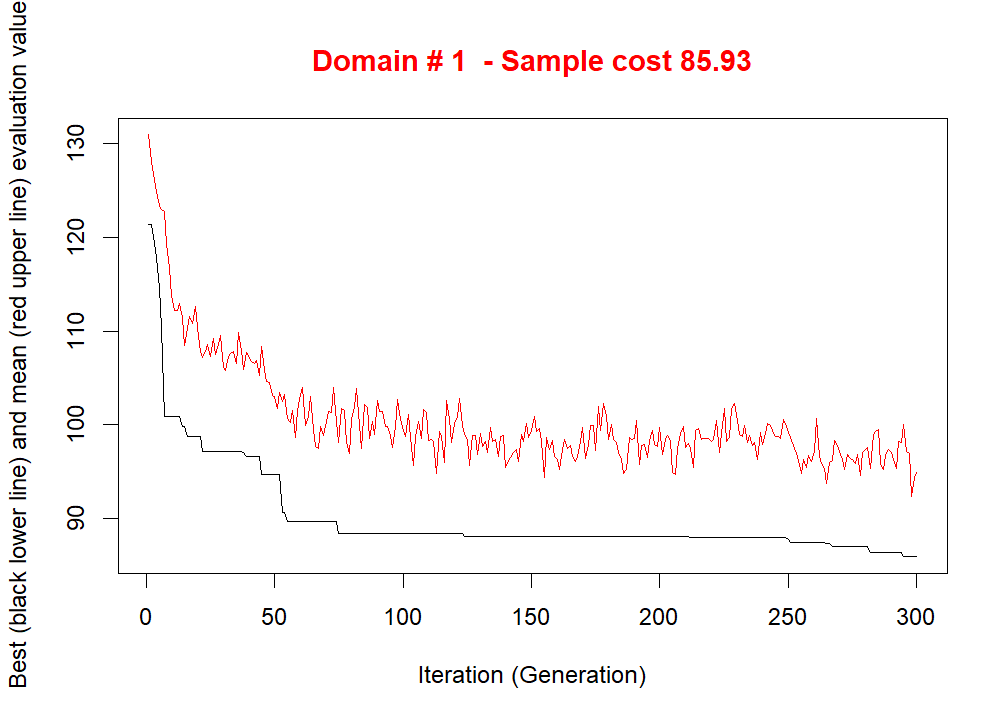 Domain # 1  - Sample cost 85.93
Best (black lower line) and mean (red upper line) evaluation value
130
120
110
100
90
0 50 100 150 200 250 300
Iteration (Generation)